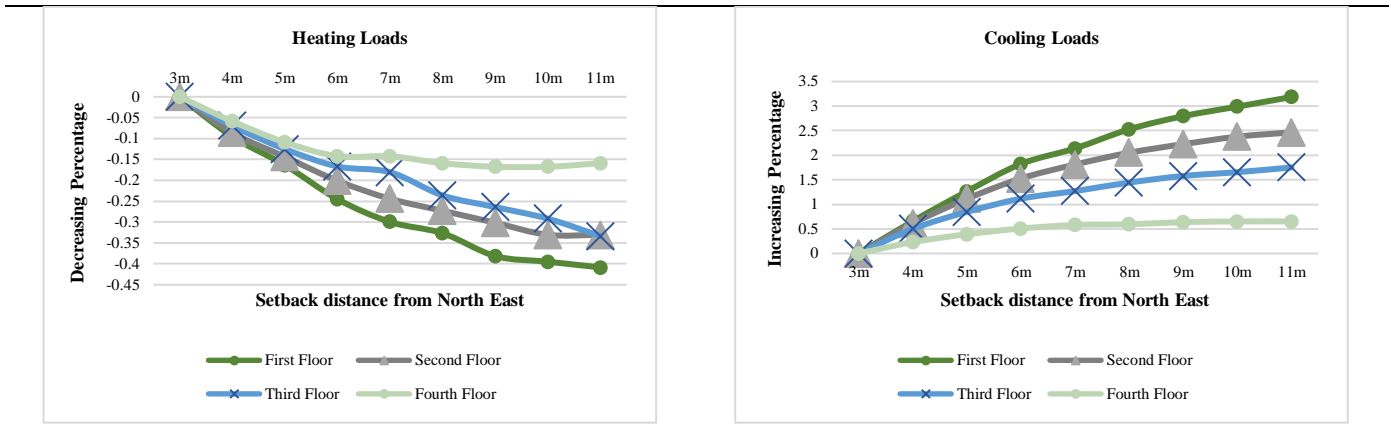 Heating Loads
3m 4m 5m 6m 7m 8m 9m 10m 11m
0
-0.05
-0.1
-0.15
-0.2
-0.25
-0.3
-0.35
-0.4
-0.45
Decreasing Percentage
Setback distance from North East
First Floor Second Floor
Third Floor Fourth Floor
Cooling Loads
3.5
3
2.5
2
1.5
1
0.5
0
Increasing Percentage
3m 4m 5m 6m 7m 8m 9m 10m 11m
Setback distance from North East
First Floor Second Floor
Third Floor Fourth Floor